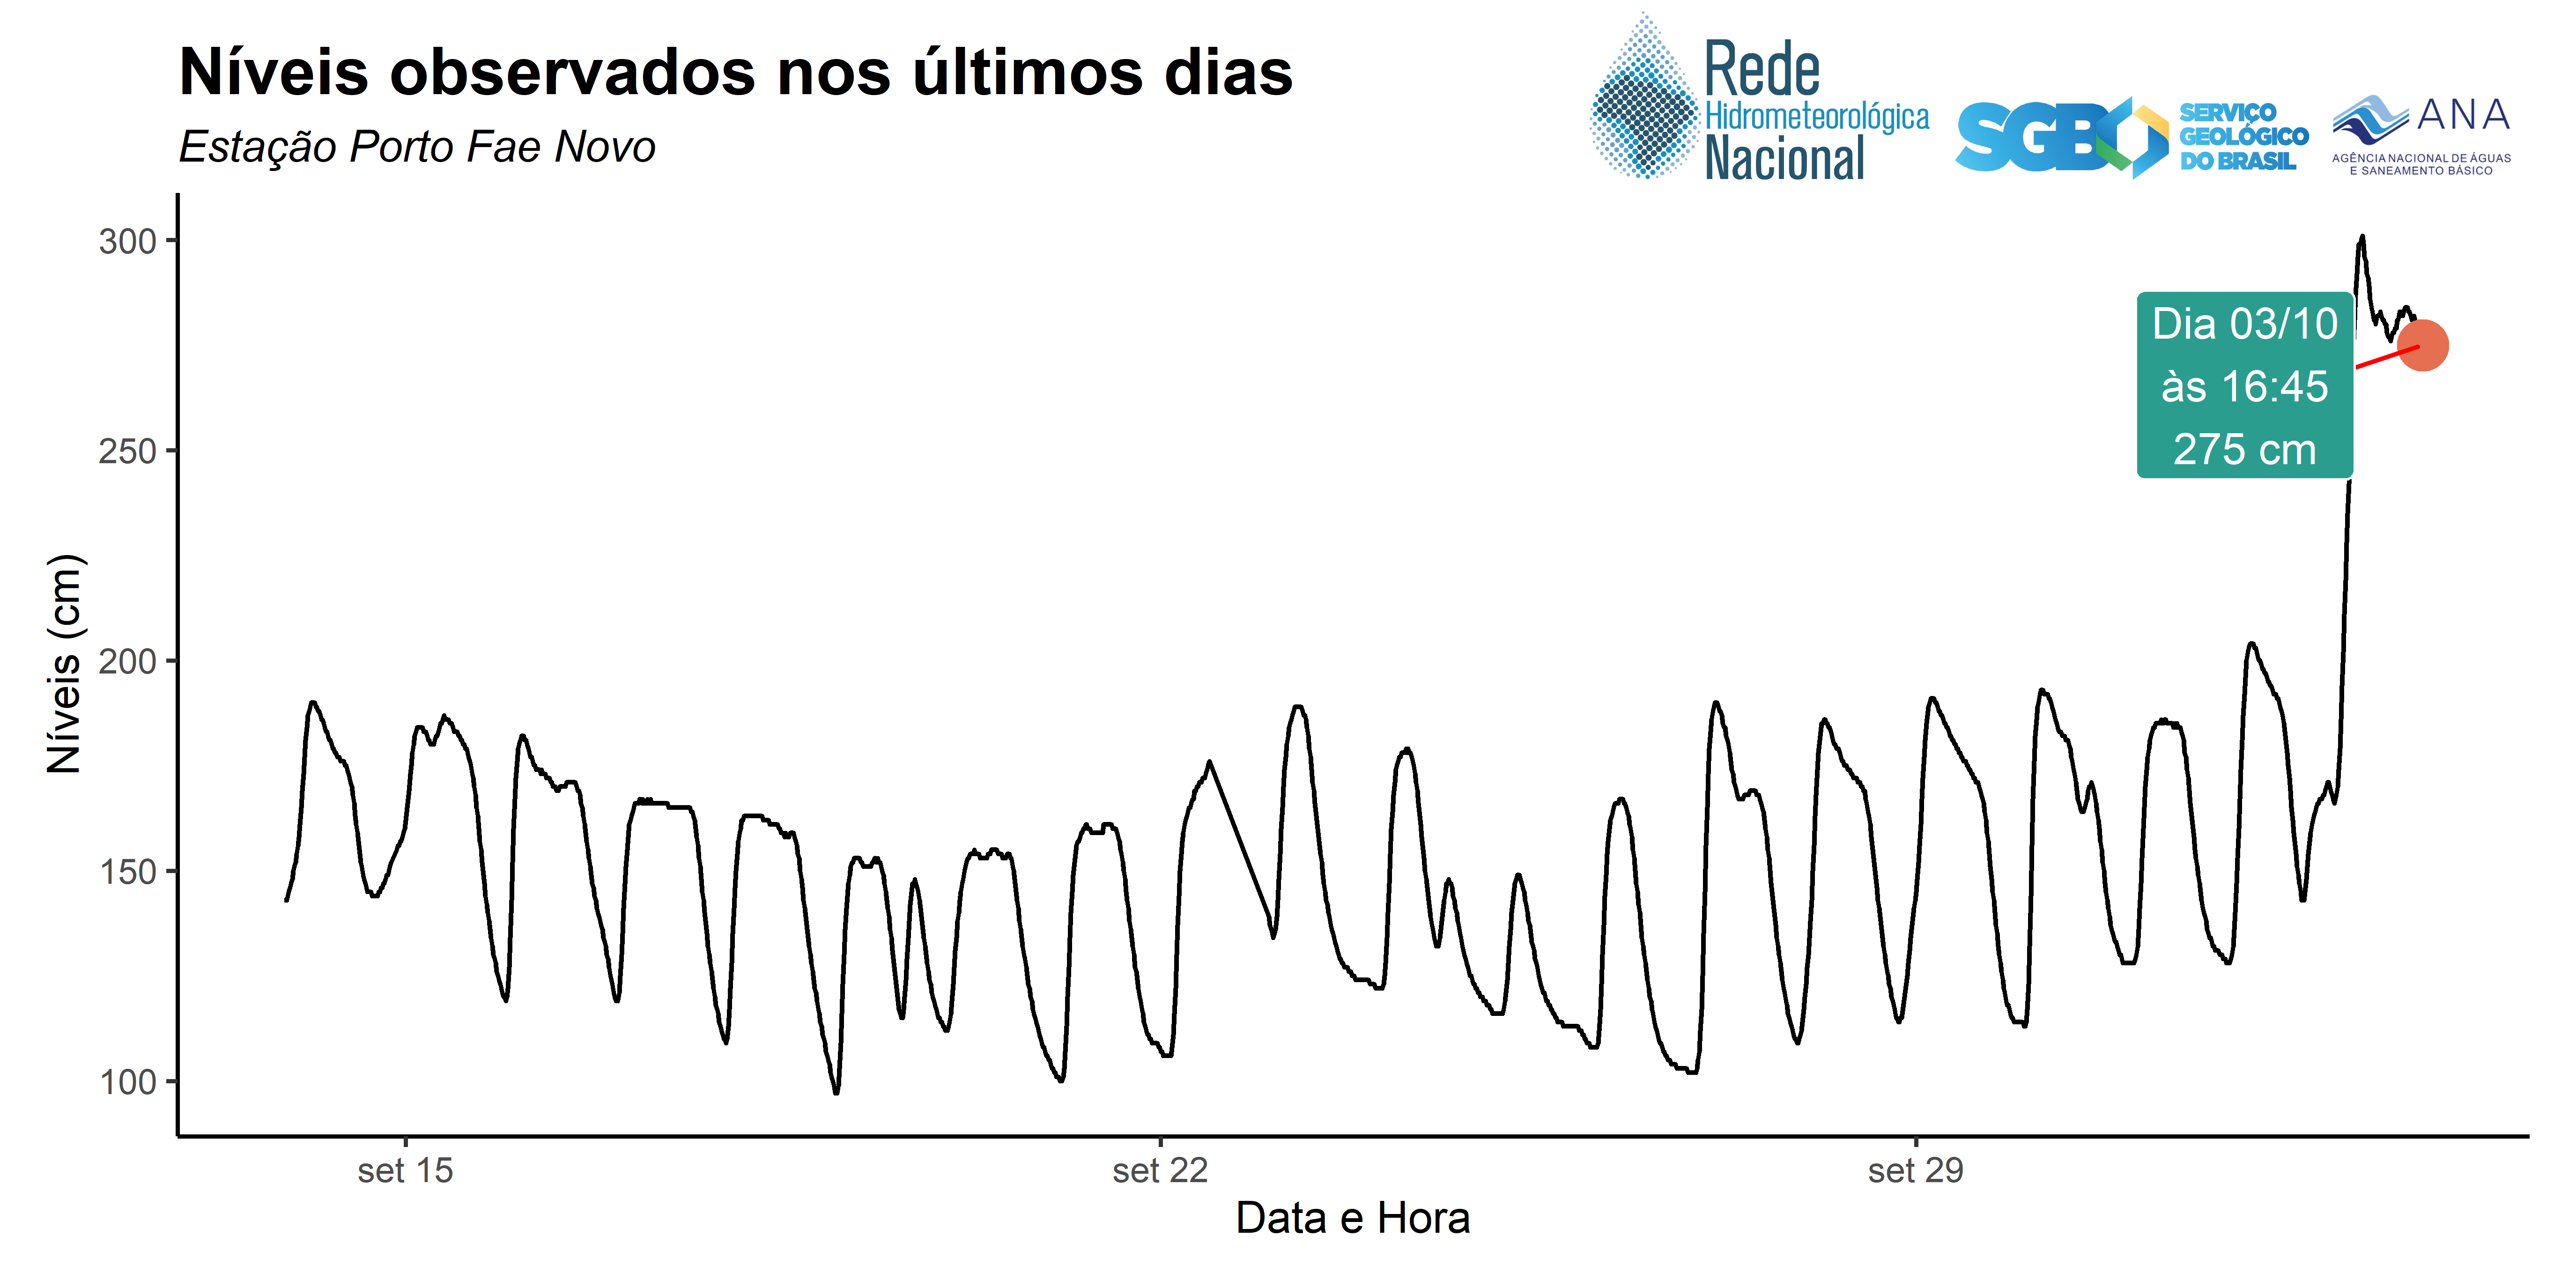 Níveis observados nos últimos dias
Estação Porto Fae Novo
Rede
Hidrometeorológica
Nacional
SGB
SERVIÇO
GEOLÓGICO
DO BRASIL
ANA
AGÊNCIA NACIONAL DE ÁGUAS
E SANEAMENTO BÁSICO
300
250
200
150
100
Níveis (cm)
Dia 03/10
às 16:45
275 cm
set 15
set 22
set 29
Data e Hora